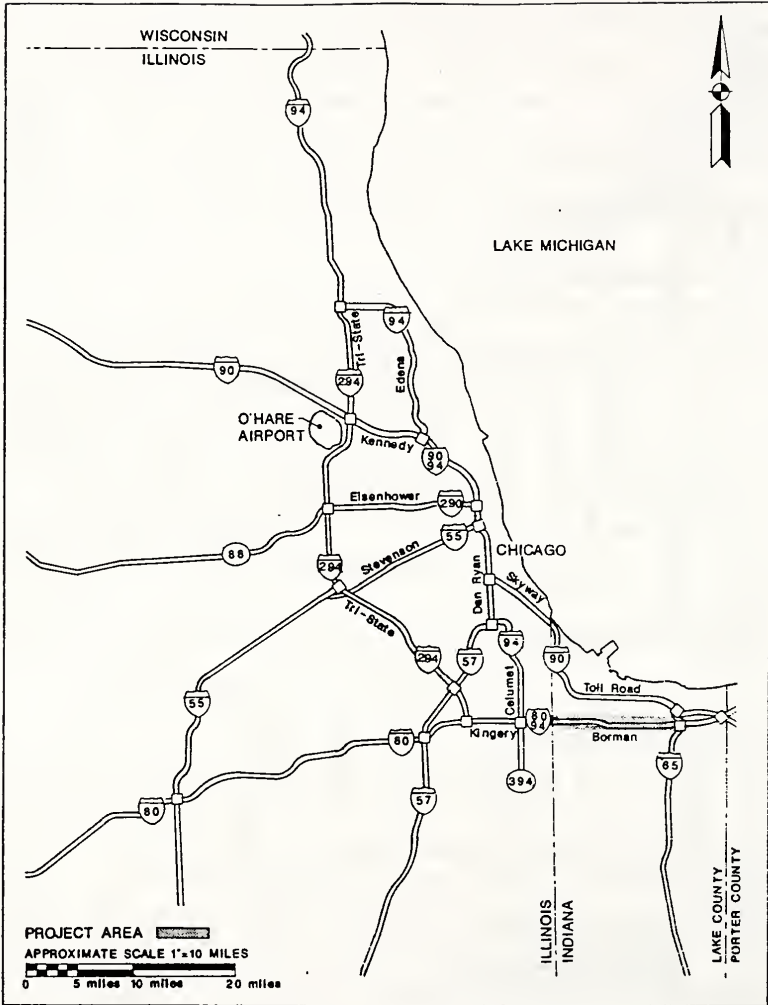 WISCONSIN
ILLINOIS
94
LAKE MICHIGAN
94
Tri-State
Edens
90
294
O'HARE
AIRPORT
Kennedy
90
94
Eisenhower
290
88
Stevenson
55
CHICAGO
294
Dan Ryan
Skyway
Tri-State
294
57
94
90
Calumet
Toll Road
55
80
Kingery
80
94
Borman
65
394
80
57
ILLINOIS
INDIANA
LAKE COUNTY
PORTER COUNTY
PROJECT AREA
APPROXIMATE SCALE 1"=10 MILES
0 5 miles 10 miles 20 miles